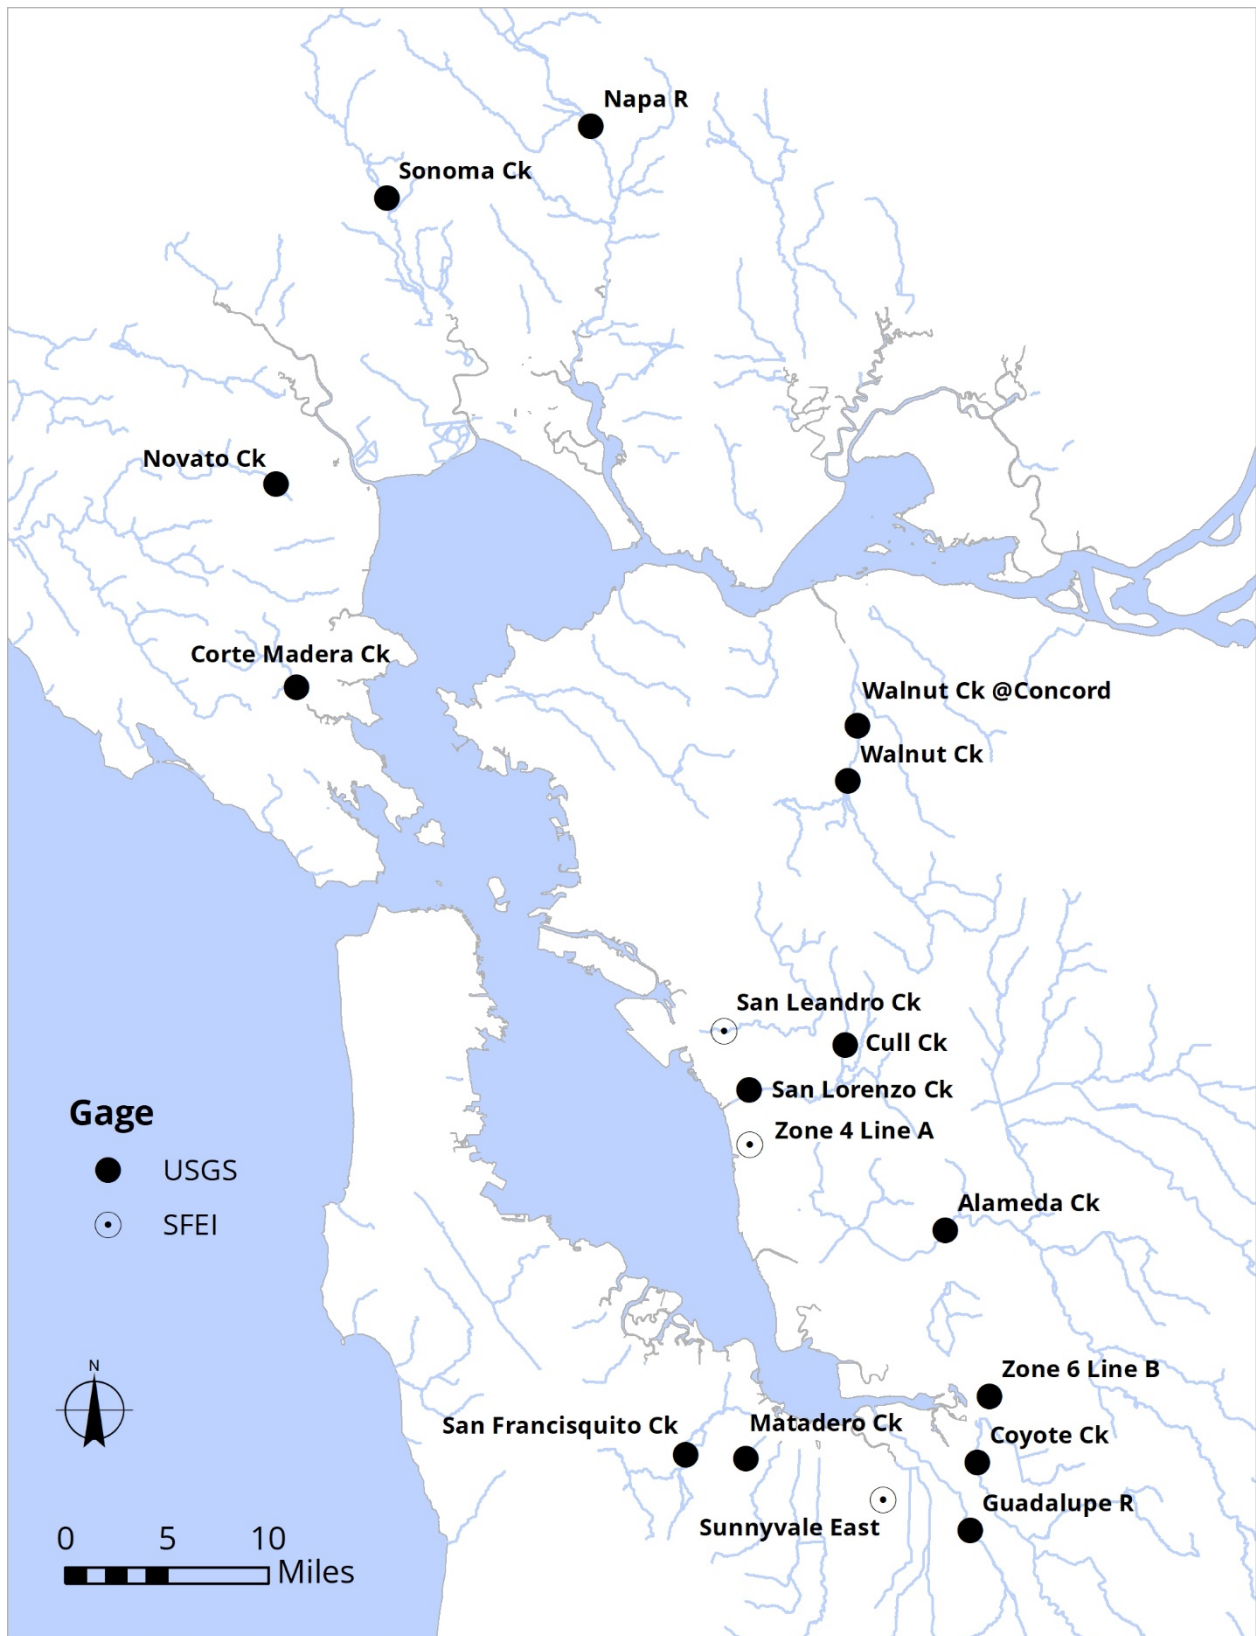 Napa R
Sonoma Ck
Novato Ck
Corte Madera Ck
Walnut Ck @Concord
Walnut Ck
San Leandro Ck
Cull Ck
San Lorenzo Ck
Zone 4 Line A
Gage
USGS
SFEI
Alameda Ck
N
Zone 6 Line B
San Francisquito Ck
Matadero Ck
Coyote Ck
Guadalupe R
Sunnyvale East
0 5 10
Miles